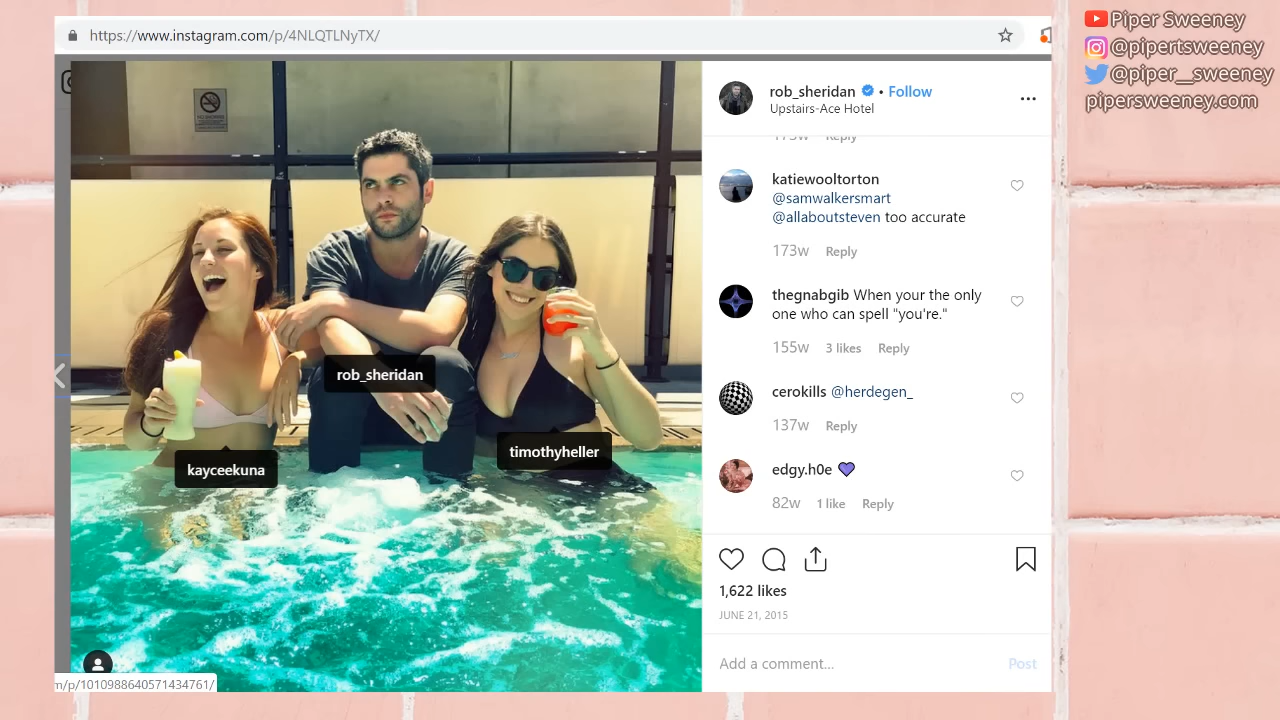 https://www.instagram.com/p/4NLQTLNyTX/
Piper Sweeney
@pipertsweeney
@piper__sweeney
pipersweeney.com
rob_sheridan • Follow
Upstairs-Ace Hotel
173w Reply
katiewooltorton
@samwalkersmart
@allaboutsteven too accurate
173w Reply
thegnabgib When your the only
one who can spell "you're."
155w 3 likes Reply
cerokills @herdegen_
137w Reply
edgy.h0e 💜
82w 1 like Reply
1,622 likes
JUNE 21, 2015
Add a comment... Post
rob_sheridan
timothyheller
kayceekuna
m/p/1010988640571434761/